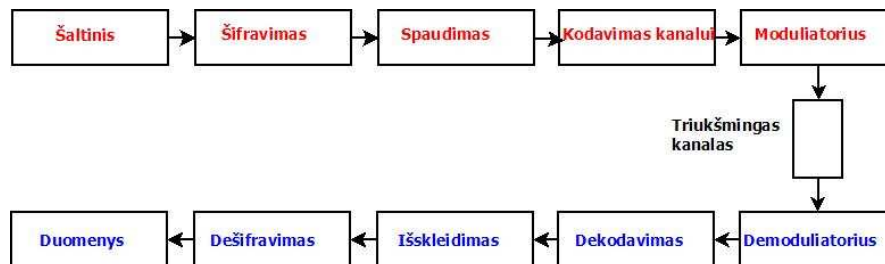 Šaltinis
Šifravimas
Spaudimas
Kodavimas kanalui
Moduliatorius
Triukšmingas
kanalas
Duomenys
Dešifravimas
Išskleidimas
Dekodavimas
Demoduliatorius